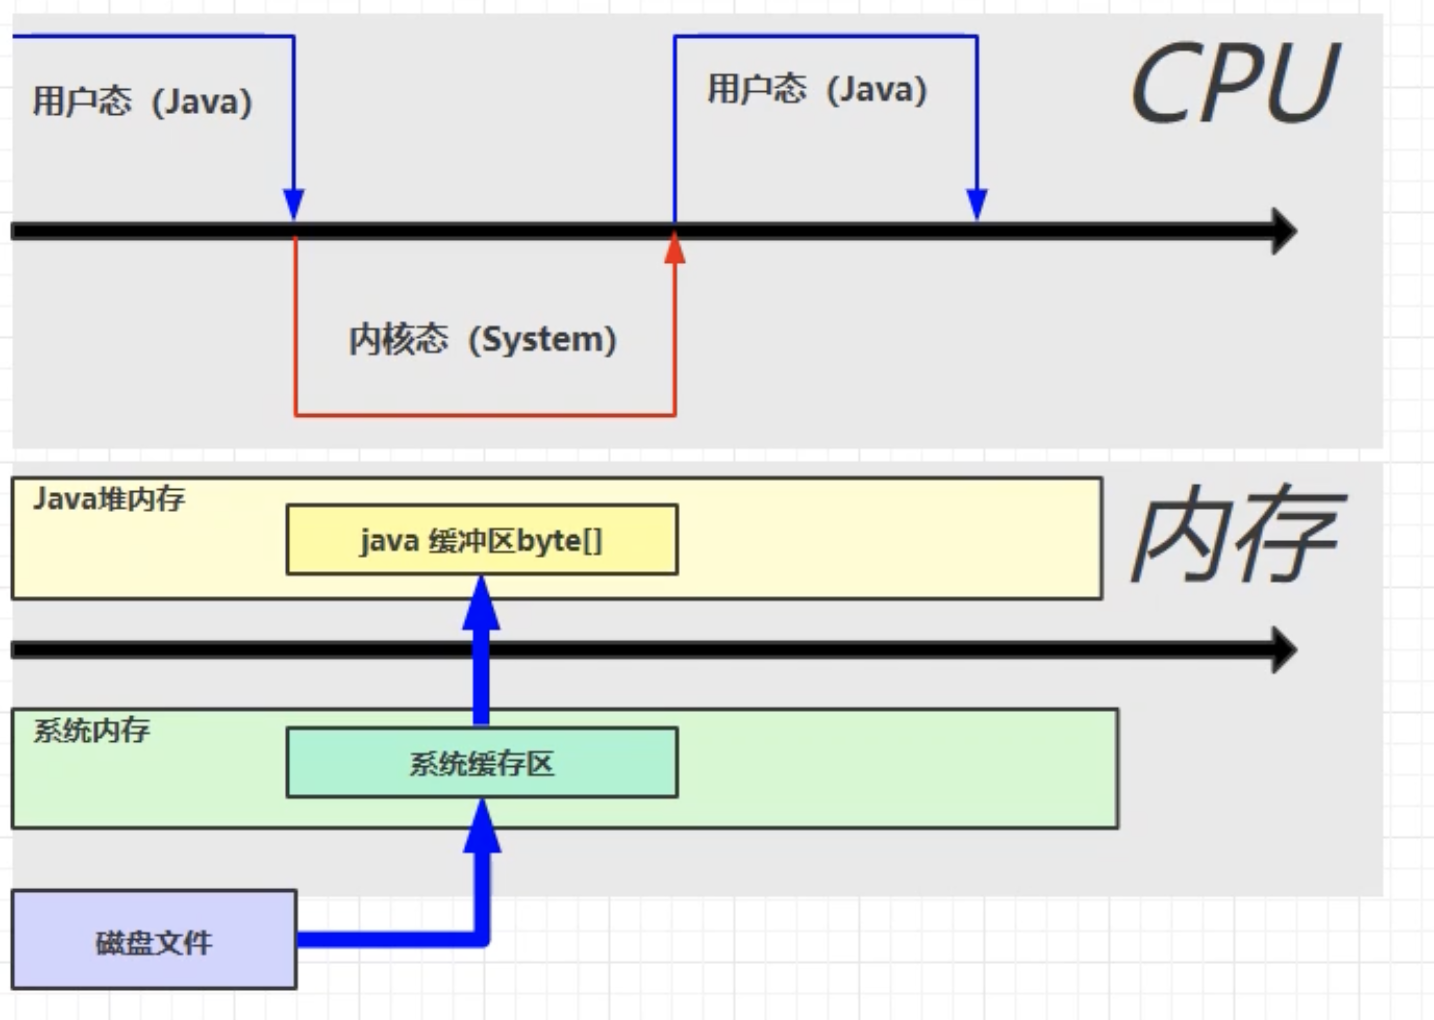 CPU
用户态（Java）
用户态（Java）
内核态（System）
内存
Java堆内存
java 缓冲区byte[]
系统内存
系统缓存区
磁盘文件